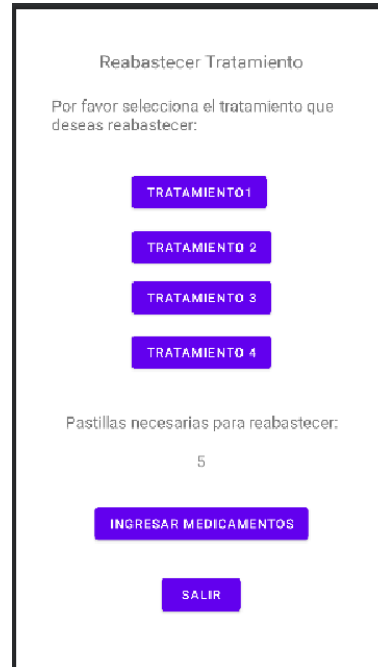 Reabastecer Tratamiento
Por favor selecciona el tratamiento que
deseas reabastecer:
TRATAMIENTO1
TRATAMIENTO 2
TRATAMIENTO 3
TRATAMIENTO 4
Pastillas necesarias para reabastecer:
5
INGRESAR MEDICAMENTOS
SALIR